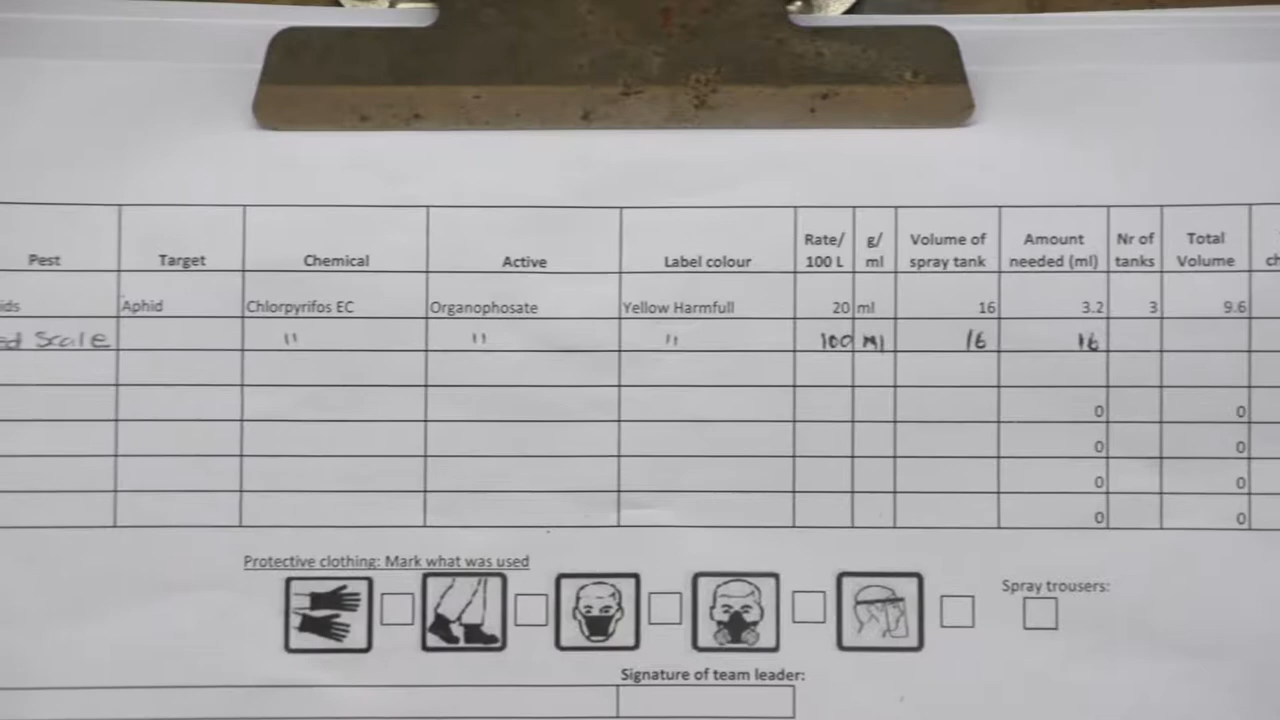 Rate/ g/ Volume of Amount Nr of Total
Pest Target Chemical Active Label colour 100 L ml spray tank needed (ml) tanks Volume ch
ids Aphid Chlorpyrifos EC Organophosate Yellow Harmfull 20 ml 16 3.2 3 9.6
ed Scale " " " 100 ml 16 16
0 0
0 0
0 0
0 0
Protective clothing: Mark what was used
Spray trousers:
Signature of team leader: